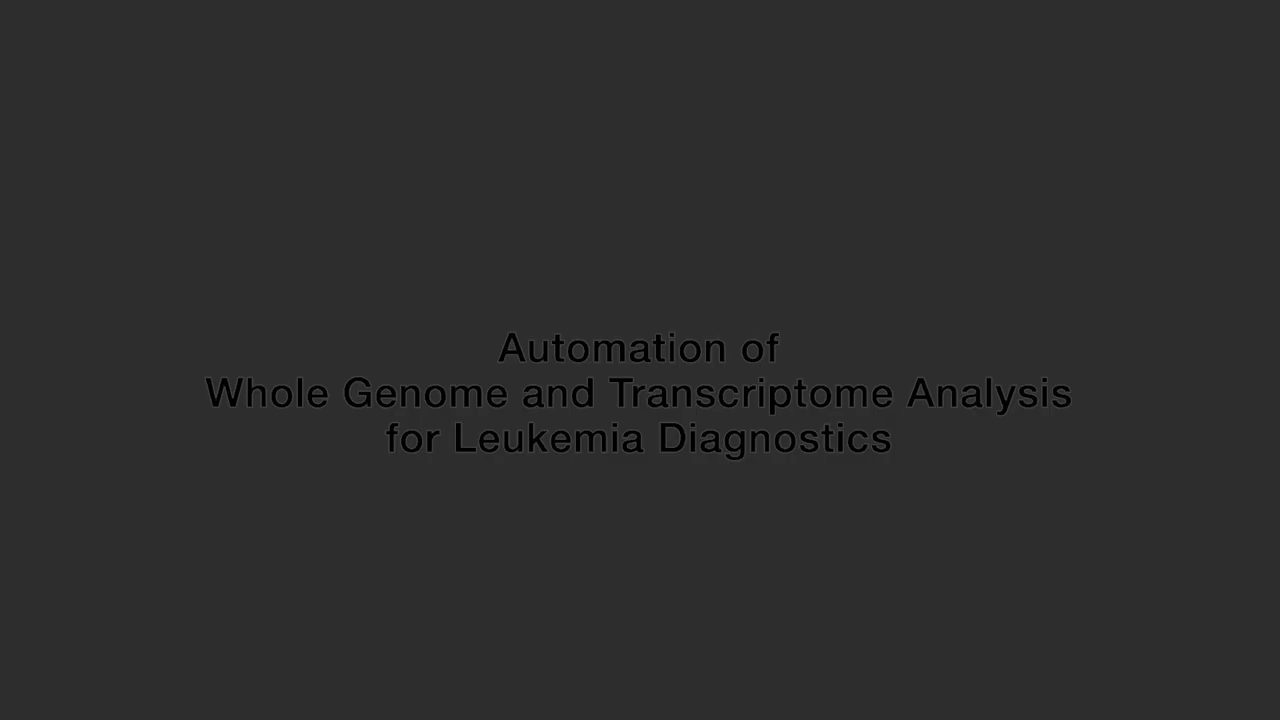 Automation of
Whole Genome and Transcriptome Analysis
for Leukemia Diagnostics